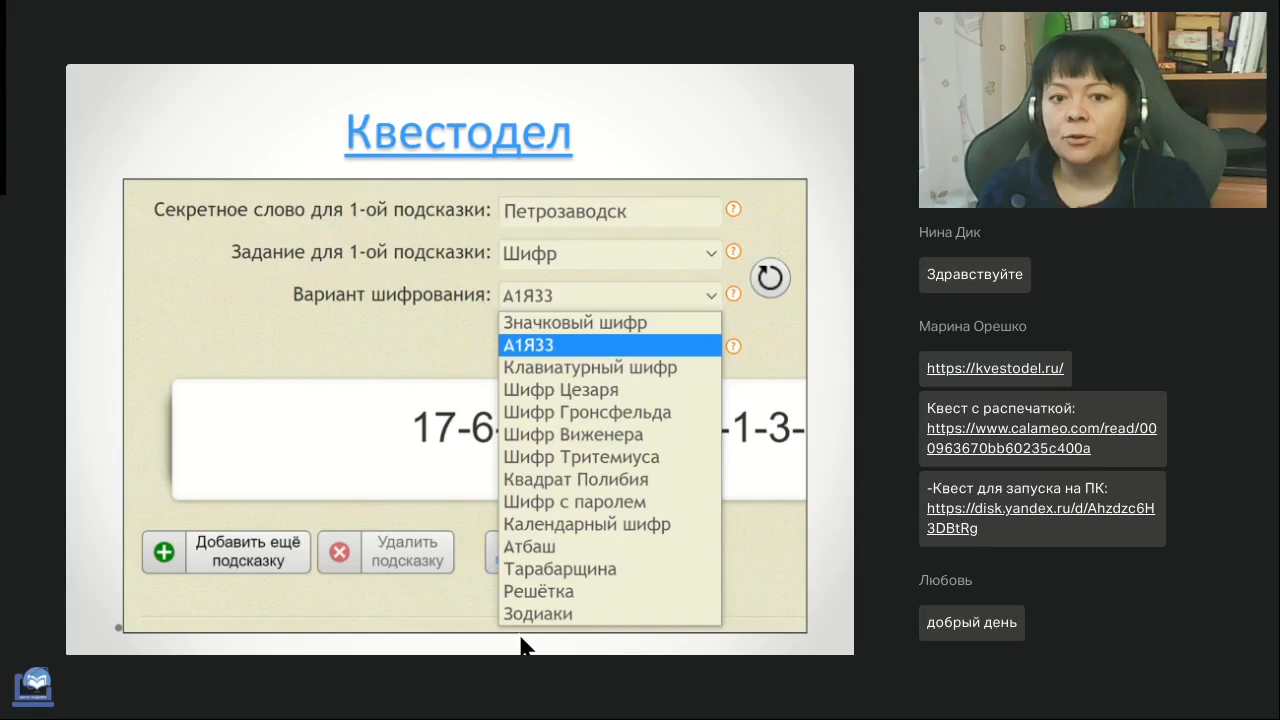 Квестодел
Секретное слово для 1-ой подсказки: Петрозаводск
Задание для 1-ой подсказки: Шифр
Вариант шифрования: А1Я33
Значковый шифр
А1Я33
Клавиатурный шифр
Шифр Цезаря
Шифр Гронсфельда
Шифр Виженера
Шифр Тритемиуса
Квадрат Полибия
Шифр с паролем
Календарный шифр
Атбаш
Тарабарщина
Решётка
Зодиаки
17-6- -1-3-
Добавить ещё
подсказку
Удалить
подсказку
Нина Дик
Здравствуйте
Марина Орешко
https://kvestodel.ru/
Квест с распечаткой:
https://www.calameo.com/read/00
0963670bb60235c400a
-Квест для запуска на ПК:
https://disk.yandex.ru/d/Ahzdzc6H
3DBtRg
Любовь
добрый день